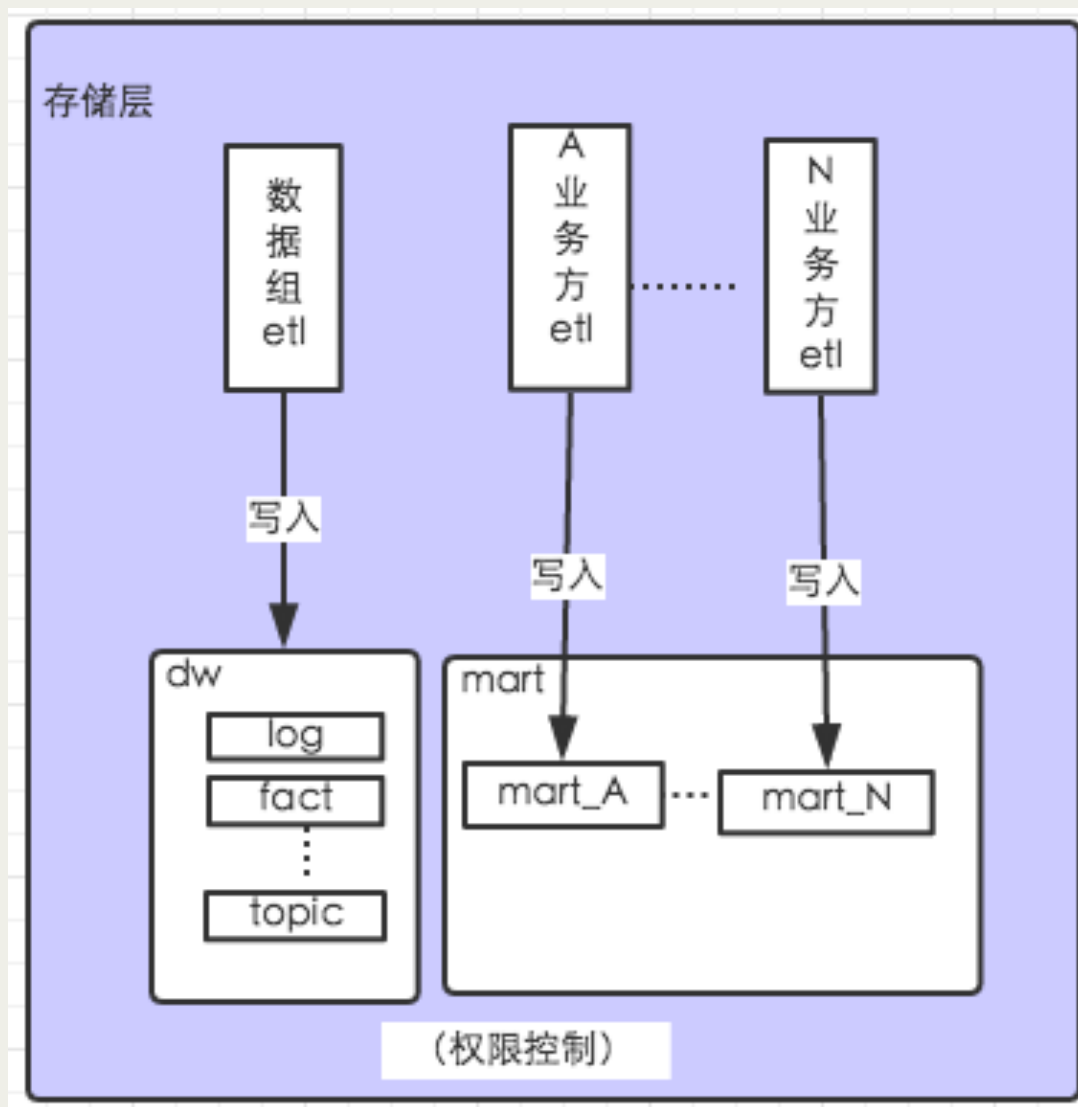 存储层
数
据
组
etl
A
业
务
方
etl
N
业
务
方
etl
写入
写入
写入
dw
log
fact
topic
mart
mart_A
mart_N
（权限控制）